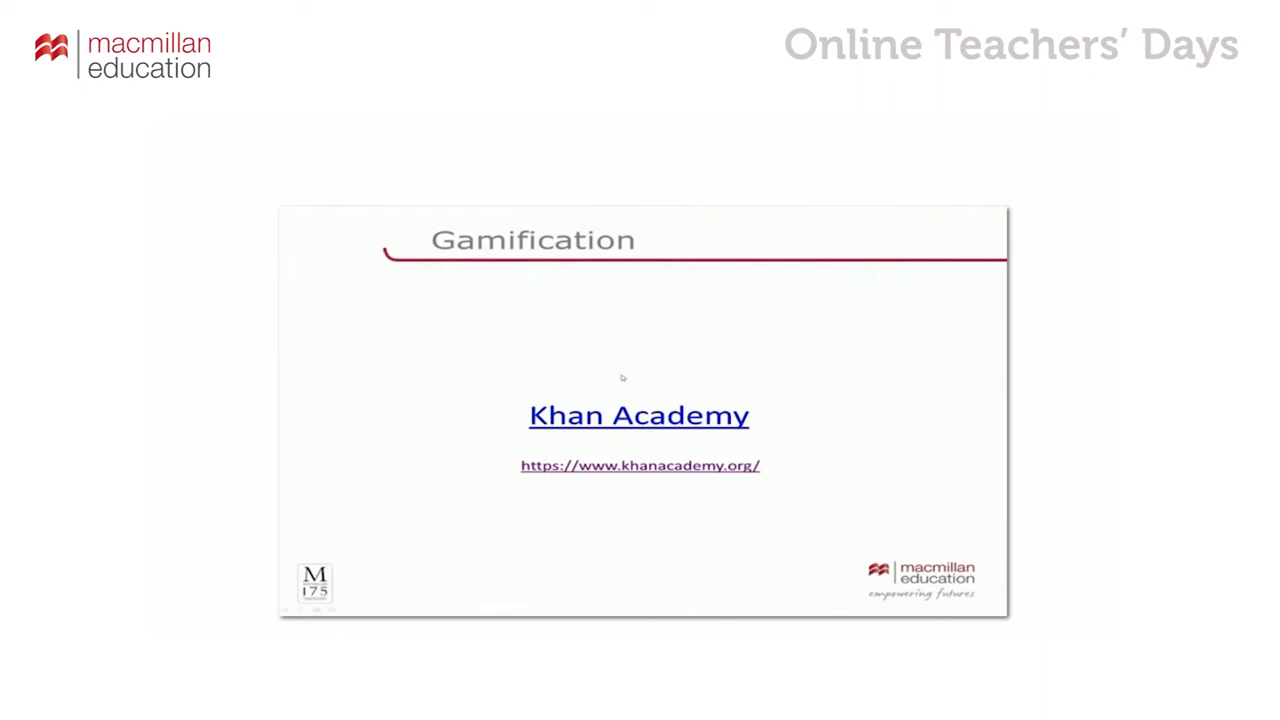 macmillan
education
Online Teachers' Days
Gamification
Khan Academy
https://www.khanacademy.org/
M
175
macmillan
education
empowering futures